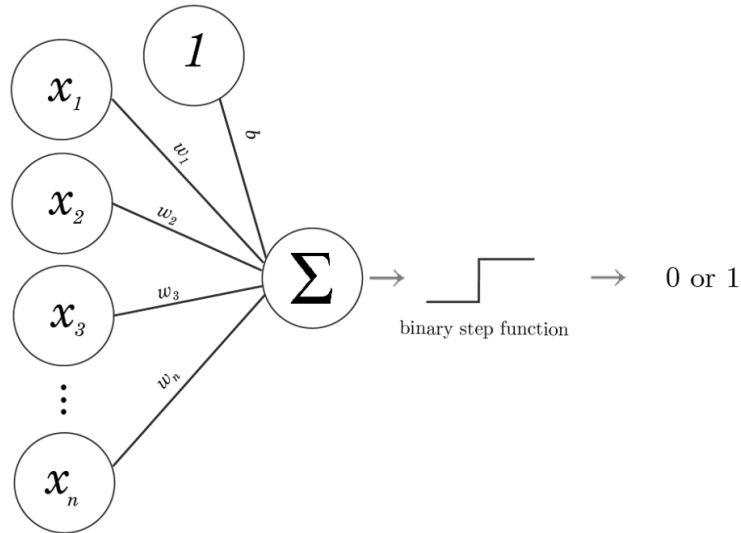 1
x₁
b
w₁
x₂
w₂
Σ
0 or 1
w₃
x₃
binary step function
wₙ
⋮
xₙ